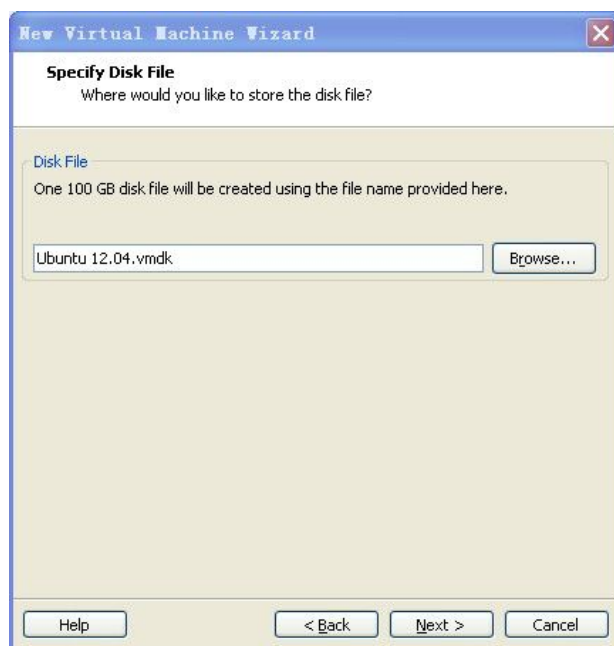 New Virtual Machine Wizard
Specify Disk File
Where would you like to store the disk file?
Disk File
One 100 GB disk file will be created using the file name provided here.
Ubuntu 12.04.vmdk
Browse...
Help
< Back
Next >
Cancel